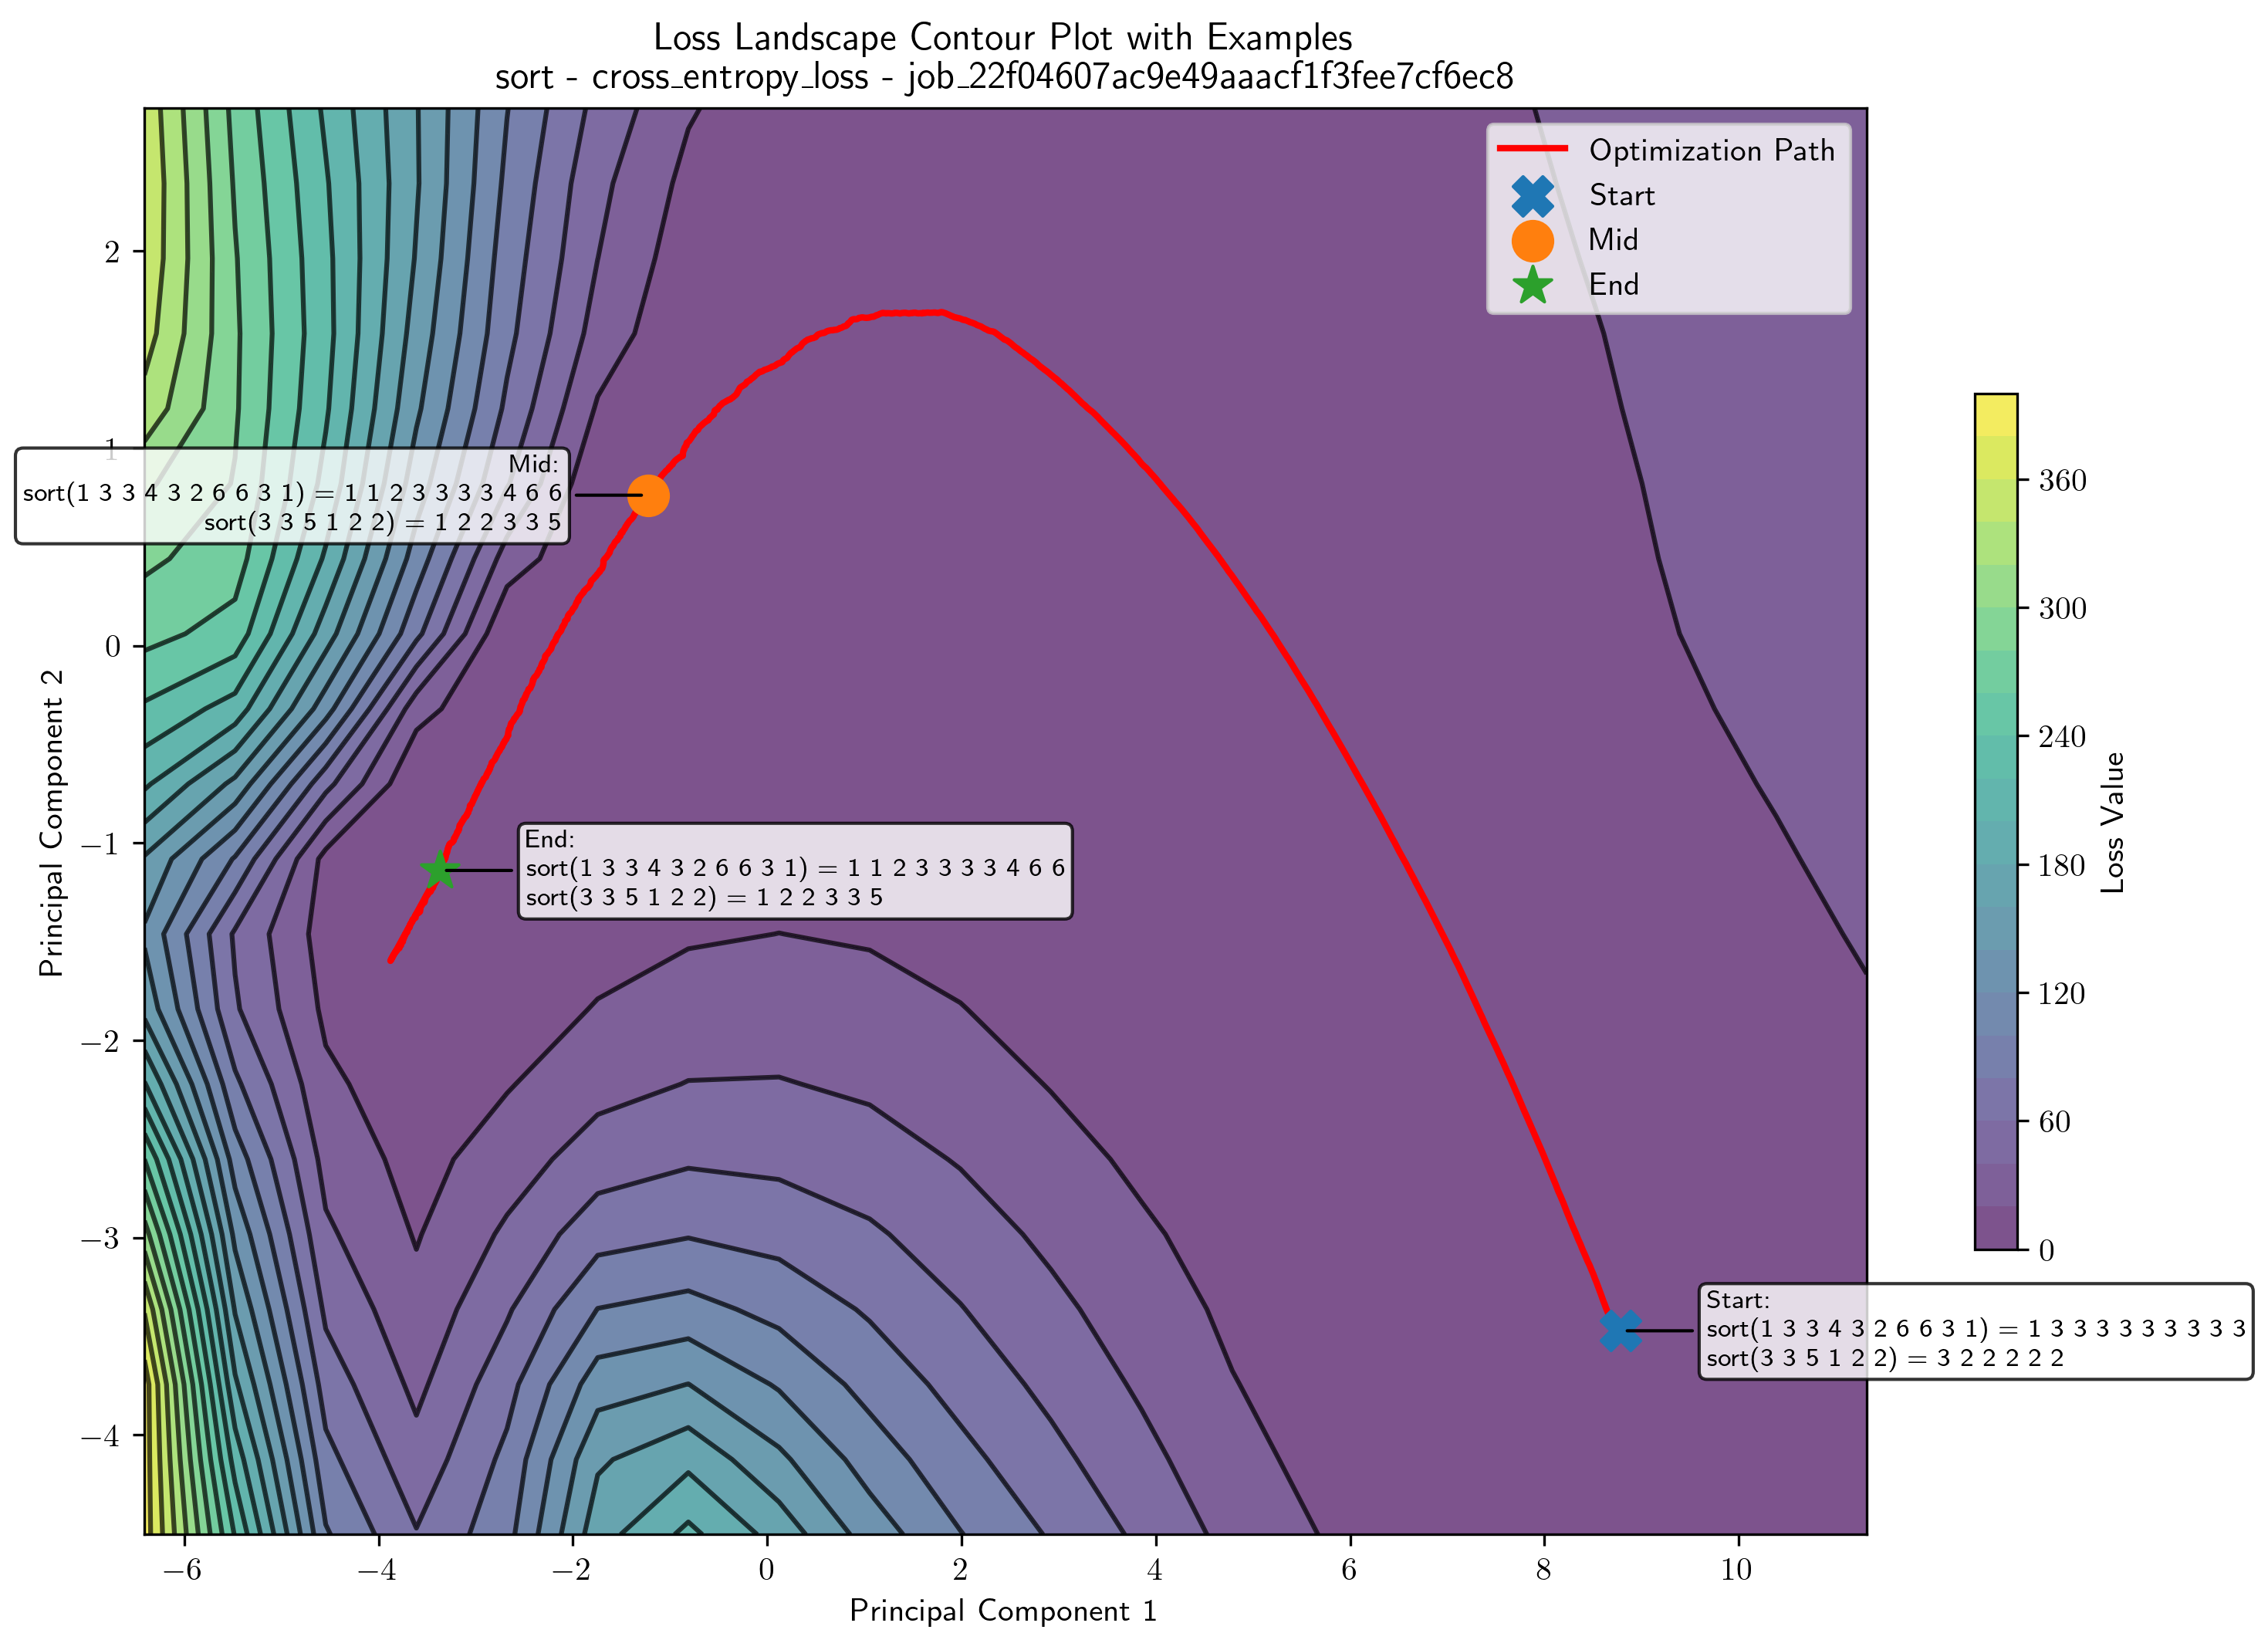 Loss Landscape Contour Plot with Examples
sort - cross_entropy_loss - job_22f04607ac9e49aaacf1f3fee7cf6ec8
Optimization Path
Start
Mid
End
2
1
0
−1
−2
−3
−4
Principal Component 2
Mid:
sort(1 3 3 4 3 2 6 6 3 1) = 1 1 2 3 3 3 3 4 6 6
sort(3 3 5 1 2 2) = 1 2 2 3 3 5
End:
sort(1 3 3 4 3 2 6 6 3 1) = 1 1 2 3 3 3 3 4 6 6
sort(3 3 5 1 2 2) = 1 2 2 3 3 5
Start:
sort(1 3 3 4 3 2 6 6 3 1) = 1 3 3 3 3 3 3 3 3 3
sort(3 3 5 1 2 2) = 3 2 2 2 2 2
360
300
240
180
120
60
0
Loss Value
−6 −4 −2 0 2 4 6 8 10
Principal Component 1